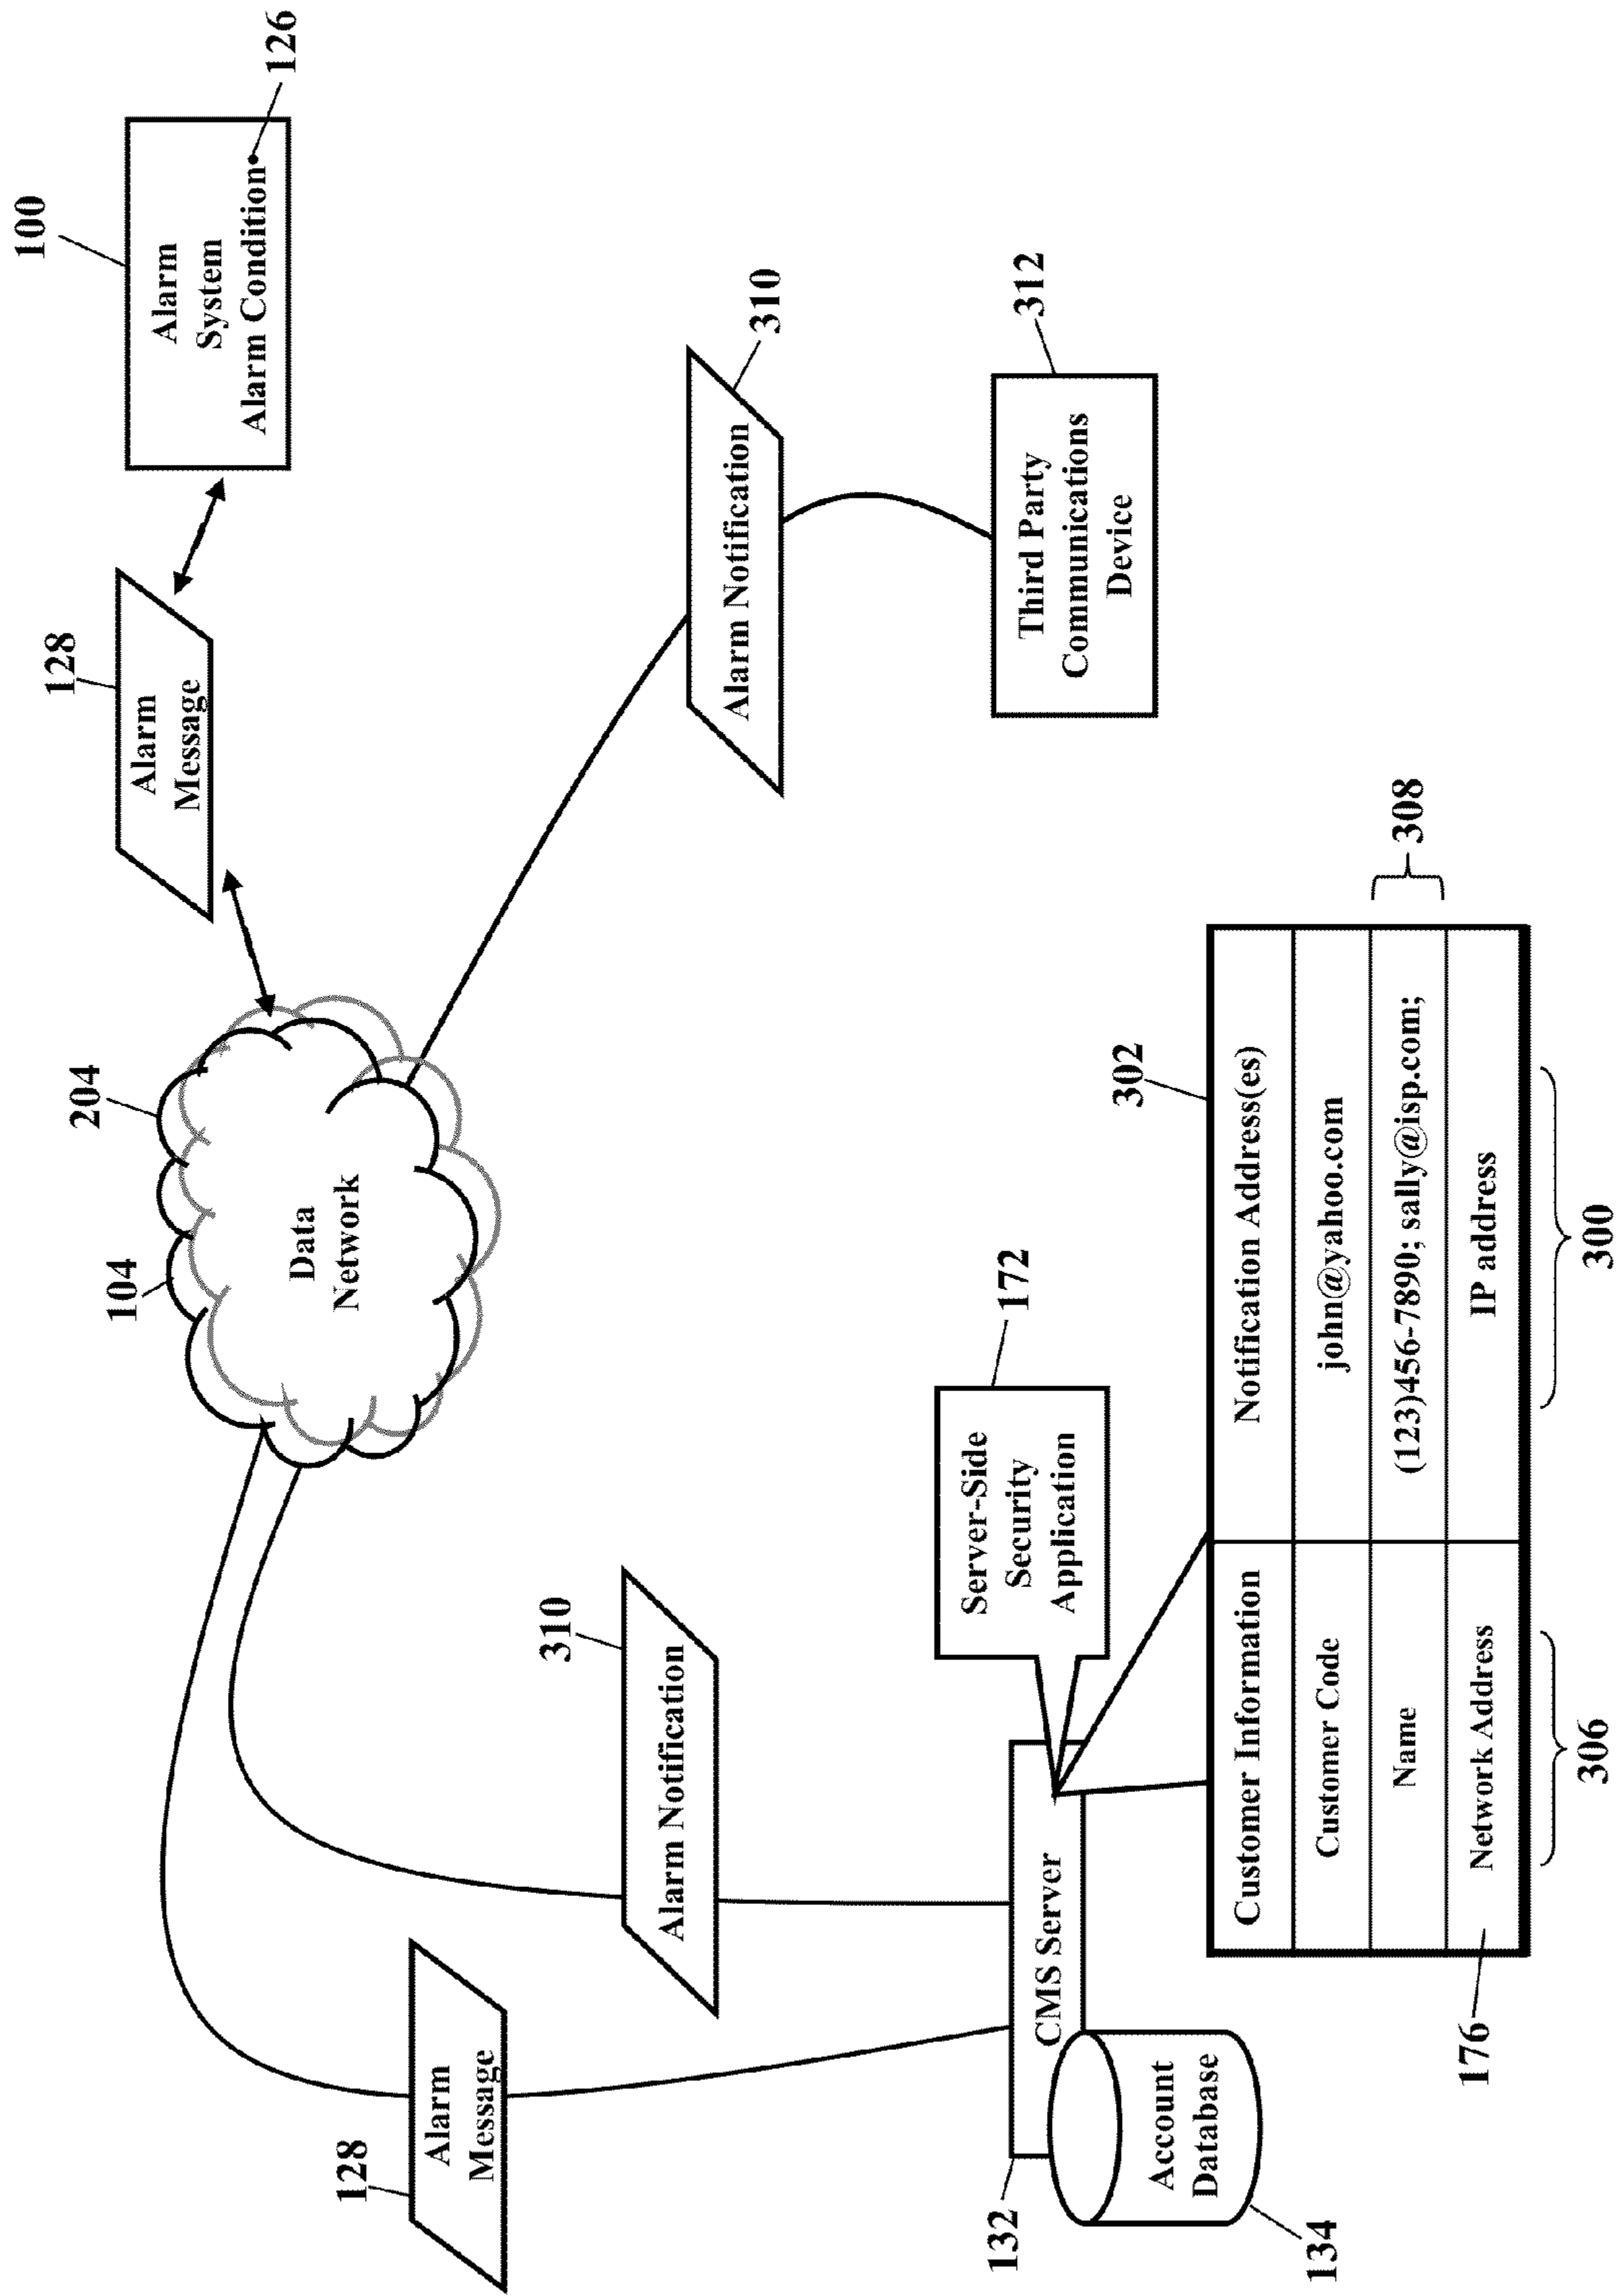 100
Alarm
System
Alarm Condition
126
128
Alarm
Message
204
104
Data
Network
310
Alarm Notification
312
Third Party
Communications
Device
128
Alarm
Message
310
Alarm Notification
172
Server-Side
Security
Application
132
CMS Server
134
Account
Database
302
Customer Information Notification Address(es)
Customer Code john@yahoo.com
Name (123)456-7890; sally@isp.com;
Network Address IP address
308
176
306
300